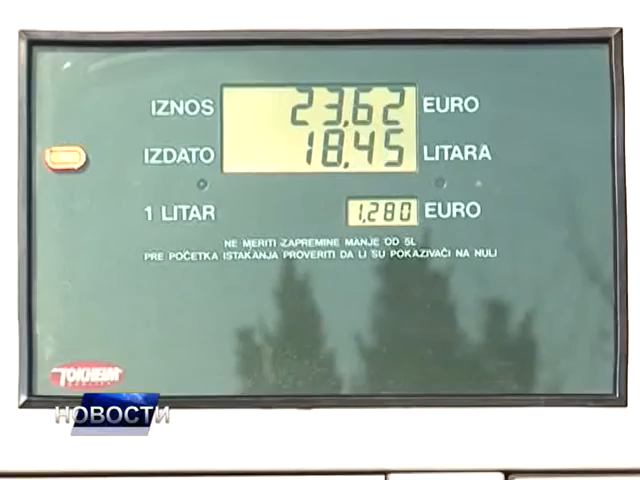 IZNOS 23,62 EURO
IZDATO 18,45 LITARA
1 LITAR 1,280 EURO
NE MERITI ZAPREMINE MANJE OD 5L
PRE POČETKA ISTAKANJA PROVERITI DA LI SU POKAZIVAČI NA NULI
TOKHEIM
НОВОСТИ